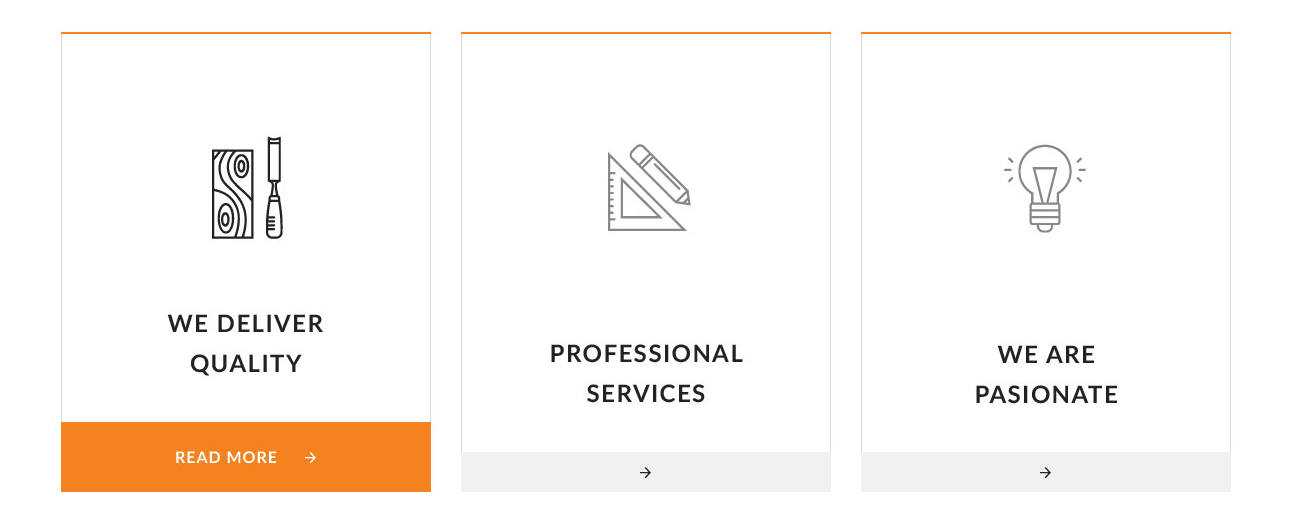 WE DELIVER
QUALITY
READ MORE →
PROFESSIONAL
SERVICES
→
WE ARE
PASIONATE
→